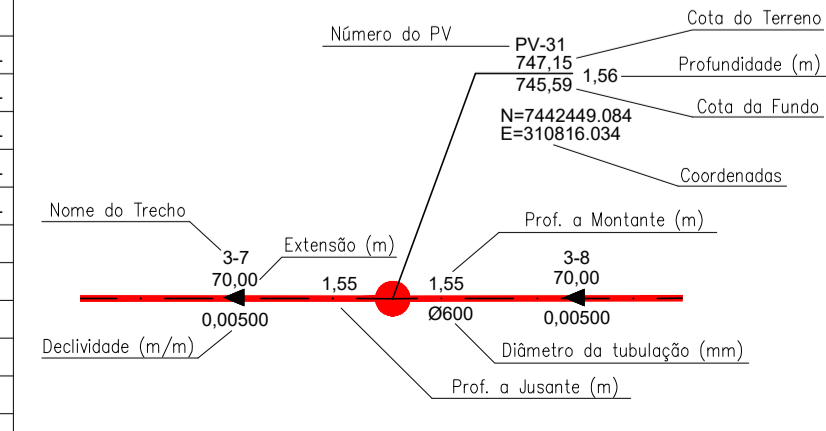 Cota do Terreno
Número do PV
PV-31
747,15
1,56
Profundidade (m)
745,59
Cota da Fundo
N=7442449.084
E=310816.034
Coordenadas
Nome do Trecho
Prof. a Montante (m)
Extensão (m)
3-7
3-8
70,00
1,55
1,55
70,00
0,00500
Ø600
0,00500
Declividade (m/m)
Diâmetro da tubulação (mm)
Prof. a Jusante (m)